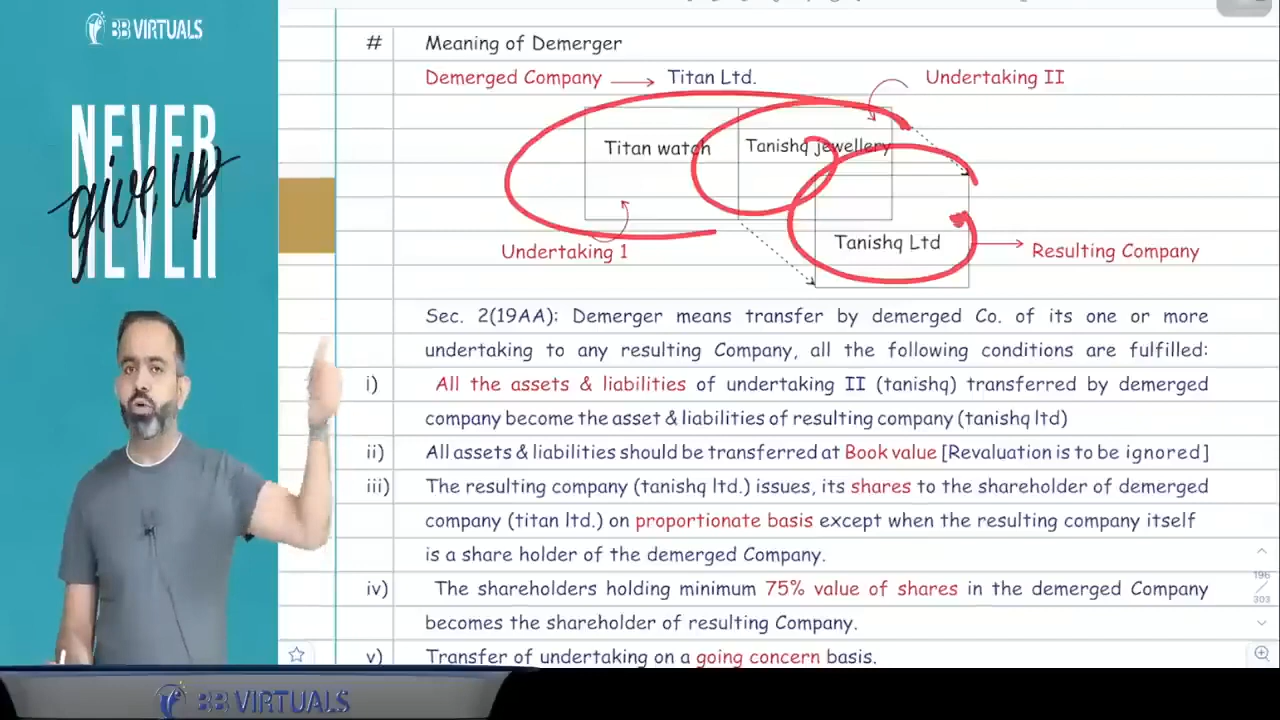 BB VIRTUALS
NEVER
give up
NEVER
# Meaning of Demerger
Demerged Company Titan Ltd. Undertaking II
Titan watch Tanishq jewellery
Undertaking 1 Tanishq Ltd Resulting Company
Sec. 2(19AA): Demerger means transfer by demerged Co. of its one or more
undertaking to any resulting Company, all the following conditions are fulfilled:
i) All the assets & liabilities of undertaking II (tanishq) transferred by demerged
company become the asset & liabilities of resulting company (tanishq ltd)
ii) All assets & liabilities should be transferred at Book value [Revaluation is to be ignored]
iii) The resulting company (tanishq ltd.) issues, its shares to the shareholder of demerged
company (titan ltd.) on proportionate basis except when the resulting company itself
is a share holder of the demerged Company.
iv) The shareholders holding minimum 75% value of shares in the demerged Company
becomes the shareholder of resulting Company.
v) Transfer of undertaking on a going concern basis.
196
303
BB VIRTUALS